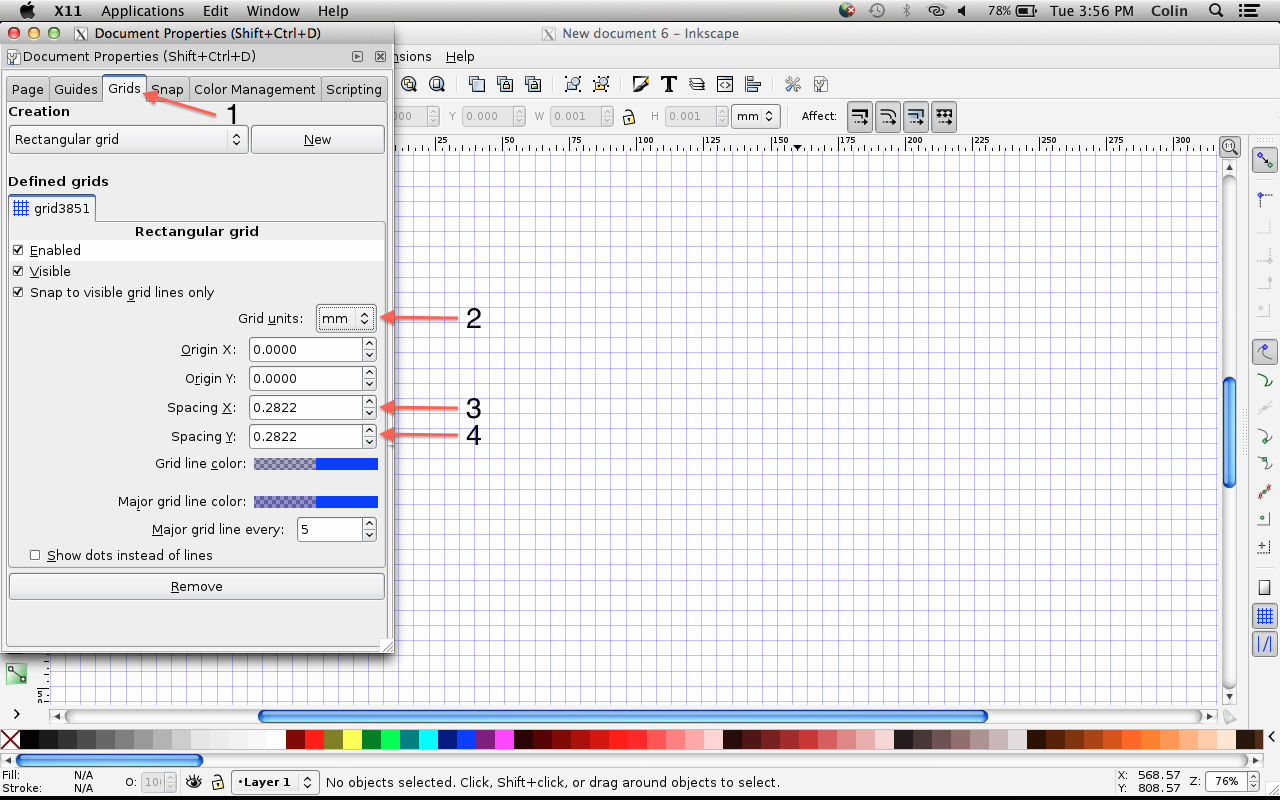 X11 Applications Edit Window Help 78% Tue 3:56 PM Colin
Document Properties (Shift+Ctrl+D) New document 6 – Inkscape
Document Properties (Shift+Ctrl+D) nsions Help
Page Guides Grids Snap Color Management Scripting
1
Creation
Y 0.000 W 0.001 H 0.001 mm Affect:
Rectangular grid New
25 50 75 100 125 150 175 200 225 250 275 300
Defined grids
grid3851
Rectangular grid
Enabled
Visible
Snap to visible grid lines only
Grid units: mm 2
Origin X: 0.0000
Origin Y: 0.0000
Spacing X: 0.2822 3
Spacing Y: 0.2822 4
Grid line color:
Major grid line color:
Major grid line every: 5
Show dots instead of lines
Remove
Fill: N/A O: Layer 1 No objects selected. Click, Shift+click, or drag around objects to select. X: 568.57 Z: 76%
Stroke: N/A Y: 808.57